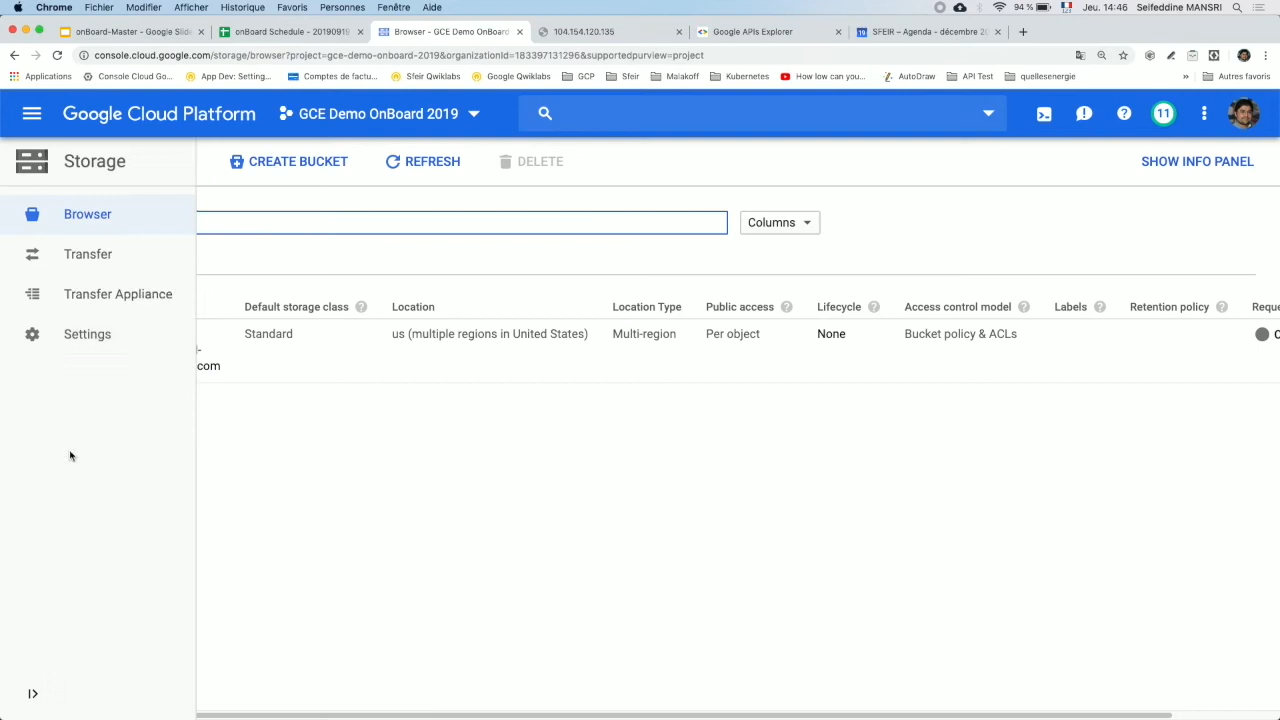 Chrome Fichier Modifier Afficher Historique Favoris Personnes Fenêtre Aide 94 % Jeu. 14:46 Seifeddine MANSRI
onBoard-Master - Google Slide onBoard Schedule - 20190919 Browser - GCE Demo OnBoard 104.154.120.135 Google APIs Explorer SFEIR – Agenda - décembre 20
console.cloud.google.com/storage/browser?project=gce-demo-onboard-2019&organizationId=183397131296&supportedpurview=project
Applications Console Cloud Go... App Dev: Setting... Comptes de factu... Sfeir Qwiklabs Google Qwiklabs GCP Sfeir Malakoff Kubernetes How low can you... AutoDraw API Test quellesenergie » Autres favoris
Google Cloud Platform GCE Demo OnBoard 2019 11
Storage CREATE BUCKET REFRESH DELETE SHOW INFO PANEL
Browser
Columns
Transfer
Transfer Appliance
Default storage class Location Location Type Public access Lifecycle Access control model Labels Retention policy Reque
Settings Standard us (multiple regions in United States) Multi-region Per object None Bucket policy & ACLs
com